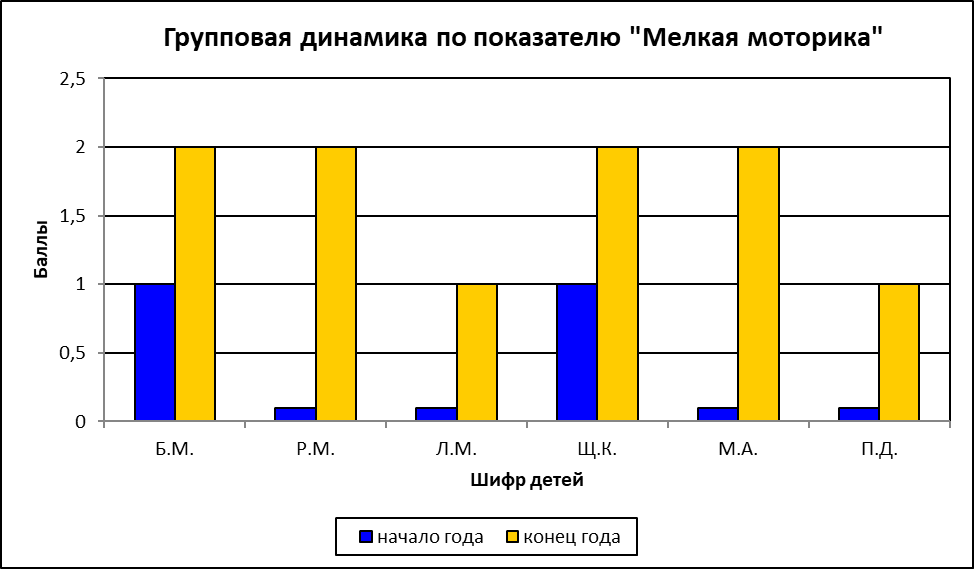 Групповая динамика по показателю "Мелкая моторика"
2,5
2
1,5
1
0,5
0
Баллы
Б.М. Р.М. Л.М. Щ.К. М.А. П.Д.
Шифр детей
начало года конец года